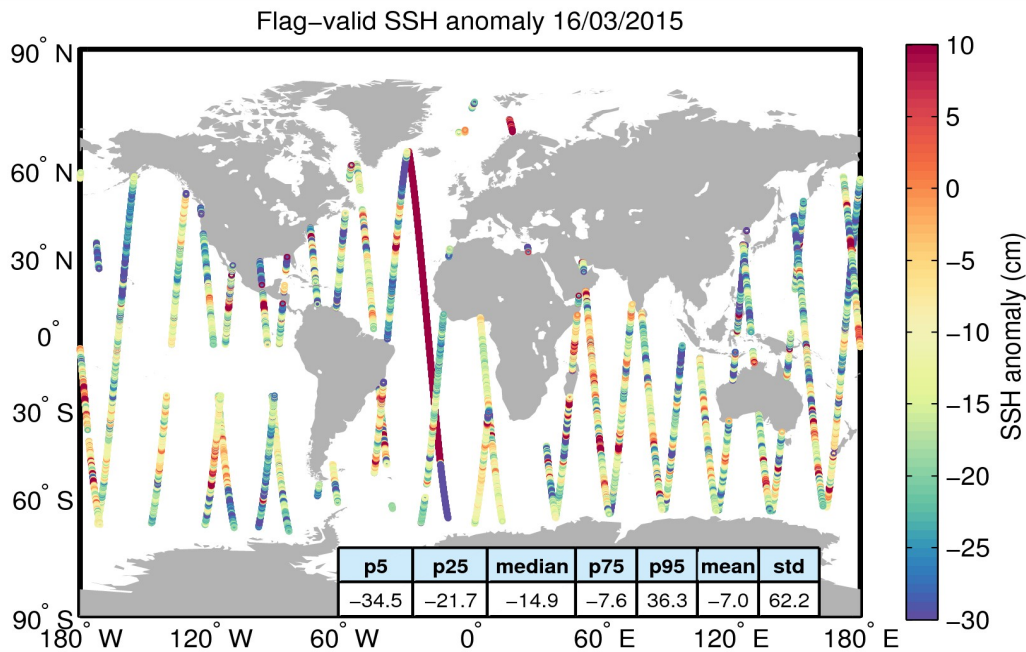 Flag−valid SSH anomaly 16/03/2015
90° N
60° N
30° N
0°
30° S
60° S
90° S
180° W
120° W
60° W
0°
60° E
120° E
180° E
p5 p25 median p75 p95 mean std
−34.5 −21.7 −14.9 −7.6 36.3 −7.0 62.2
10
5
0
−5
−10
−15
−20
−25
−30
SSH anomaly (cm)